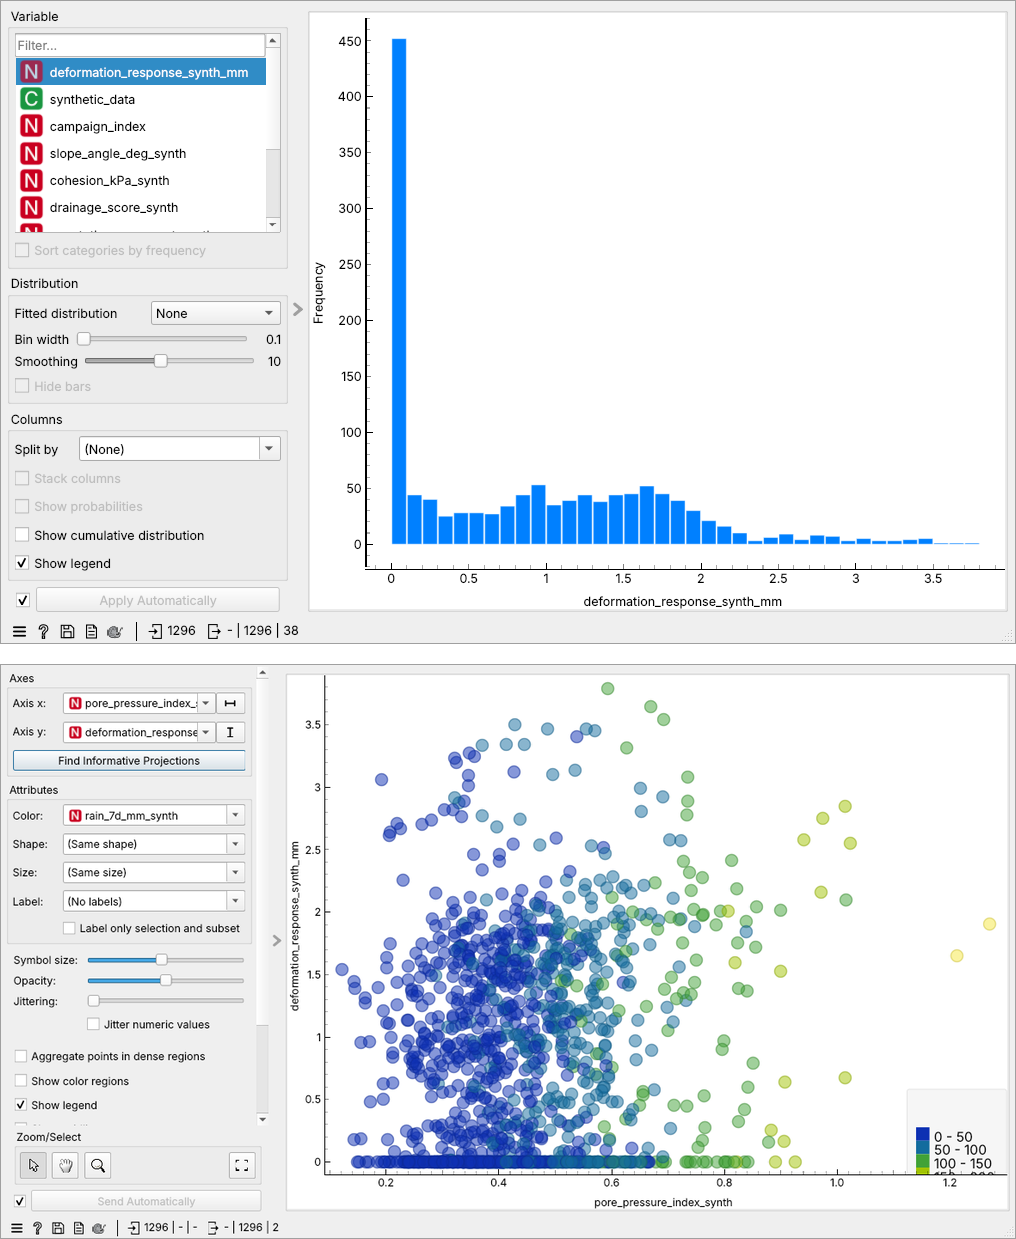 Variable
Filter...
N deformation_response_synth_mm
C synthetic_data
N campaign_index
N slope_angle_deg_synth
N cohesion_kPa_synth
N drainage_score_synth
Sort categories by frequency
Distribution
Fitted distribution None
Bin width 0.1
Smoothing 10
Hide bars
Columns
Split by (None)
Stack columns
Show probabilities
Show cumulative distribution
Show legend
Apply Automatically
1296 - | 1296 | 38
Frequency
450
400
350
300
250
200
150
100
50
0
0 0.5 1 1.5 2 2.5 3 3.5
deformation_response_synth_mm
Axes
Axis x: N pore_pressure_index_
Axis y: N deformation_response
Find Informative Projections
Attributes
Color: N rain_7d_mm_synth
Shape: (Same shape)
Size: (Same size)
Label: (No labels)
Label only selection and subset
Symbol size:
Opacity:
Jittering:
Jitter numeric values
Aggregate points in dense regions
Show color regions
Show legend
Zoom/Select
Send Automatically
1296 | - | - - | 1296 | 2
deformation_response_synth_mm
3.5
3
2.5
2
1.5
1
0.5
0
0.2 0.4 0.6 0.8 1.0 1.2
pore_pressure_index_synth
0 - 50
50 - 100
100 - 150